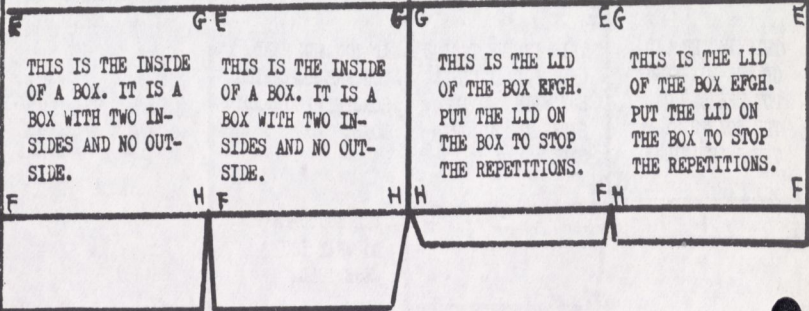 E G E G G E G E
THIS IS THE INSIDE
OF A BOX. IT IS A
BOX WITH TWO IN-
SIDES AND NO OUT-
SIDE.
THIS IS THE INSIDE
OF A BOX. IT IS A
BOX WITH TWO IN-
SIDES AND NO OUT-
SIDE.
THIS IS THE LID
OF THE BOX EFGH.
PUT THE LID ON
THE BOX TO STOP
THE REPETITIONS.
THIS IS THE LID
OF THE BOX EFGH.
PUT THE LID ON
THE BOX TO STOP
THE REPETITIONS.
F H F H H F H F